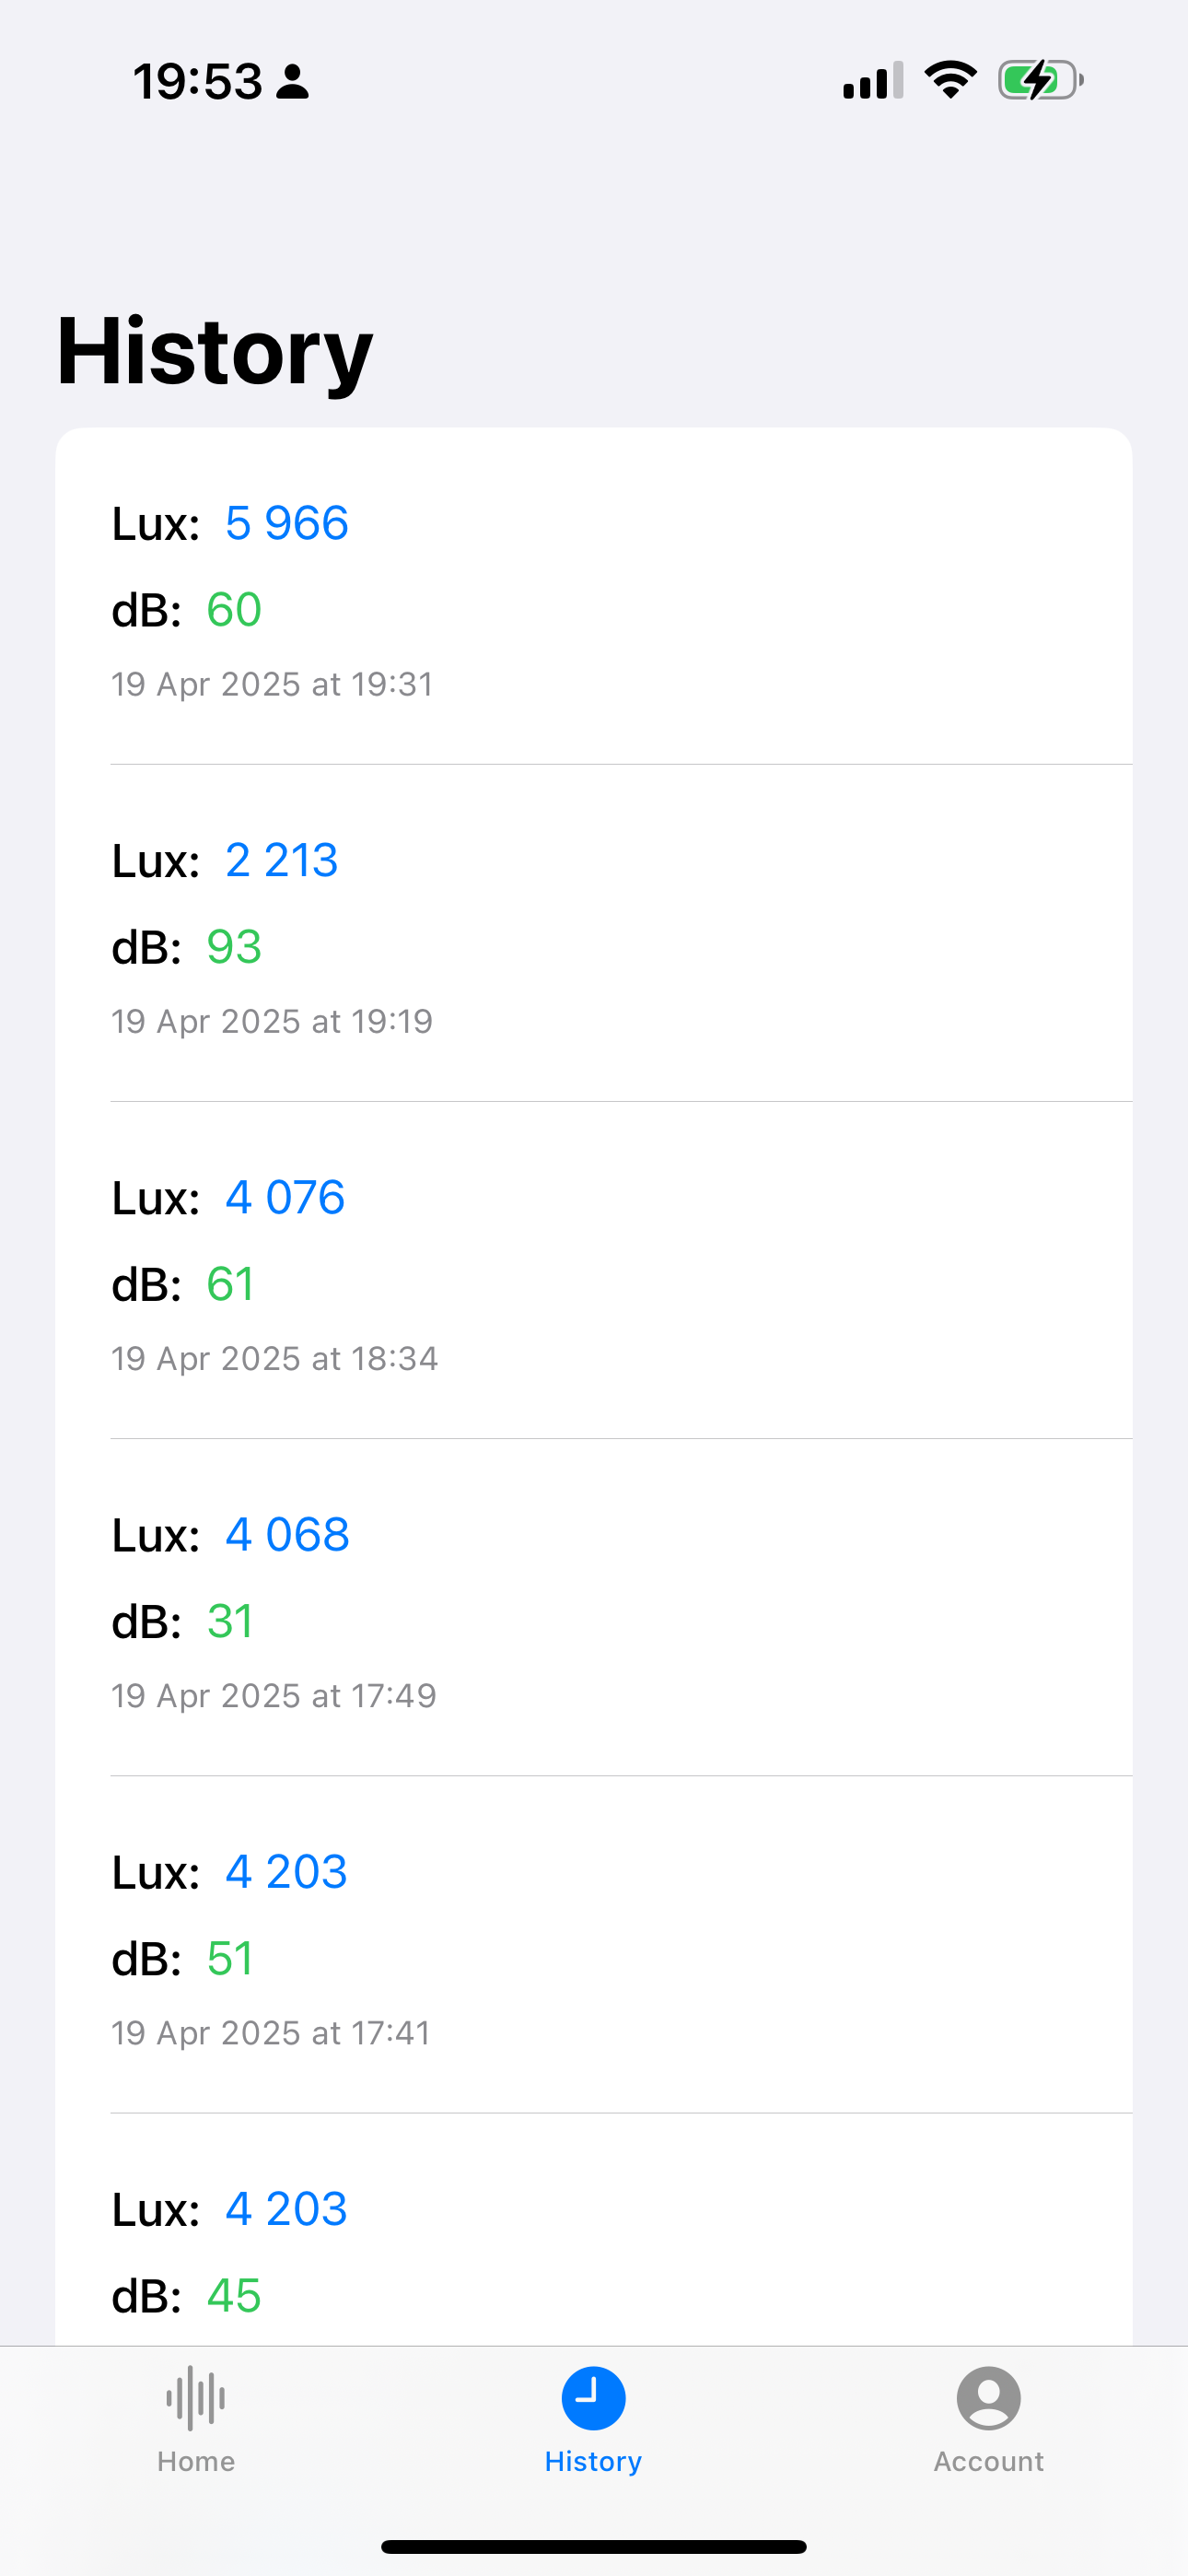 19:53
History
Lux: 5 966
dB: 60
19 Apr 2025 at 19:31
Lux: 2 213
dB: 93
19 Apr 2025 at 19:19
Lux: 4 076
dB: 61
19 Apr 2025 at 18:34
Lux: 4 068
dB: 31
19 Apr 2025 at 17:49
Lux: 4 203
dB: 51
19 Apr 2025 at 17:41
Lux: 4 203
dB: 45
Home History Account